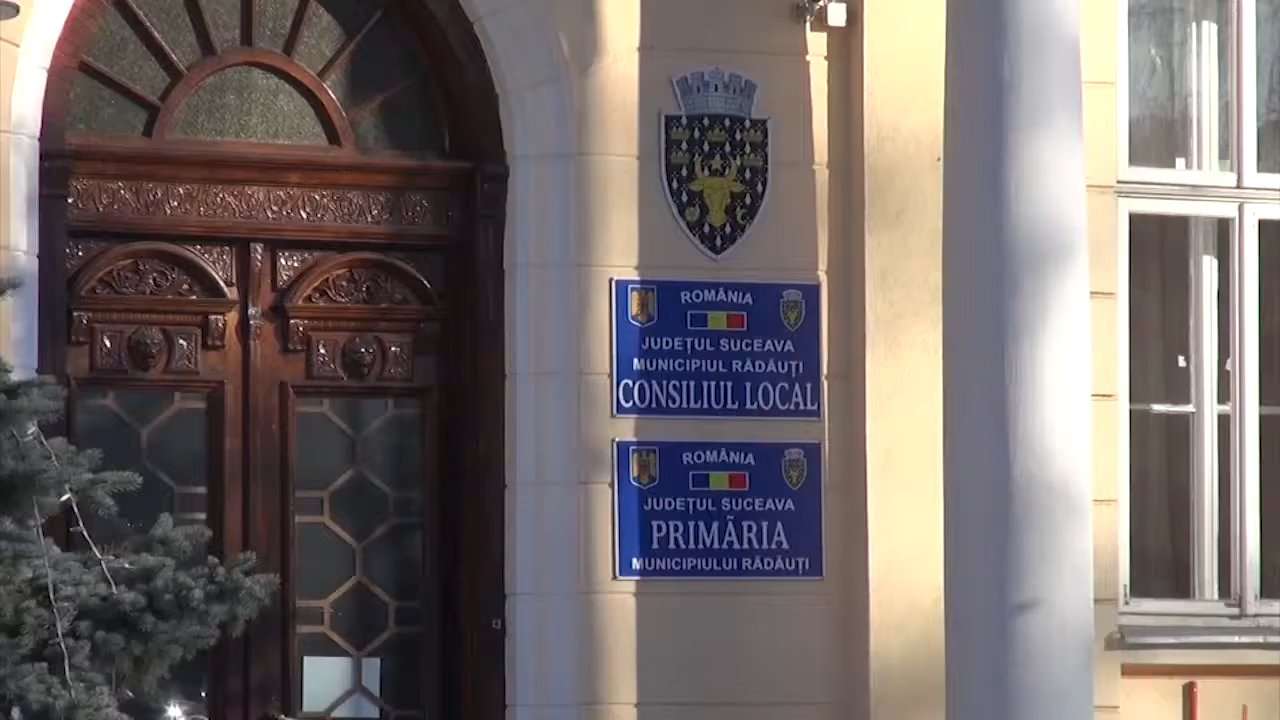 ROMÂNIA
JUDEȚUL SUCEAVA
MUNICIPIUL RĂDĂUȚI
CONSILIUL LOCAL
ROMÂNIA
JUDEȚUL SUCEAVA
PRIMĂRIA
MUNICIPIULUI RĂDĂUȚI